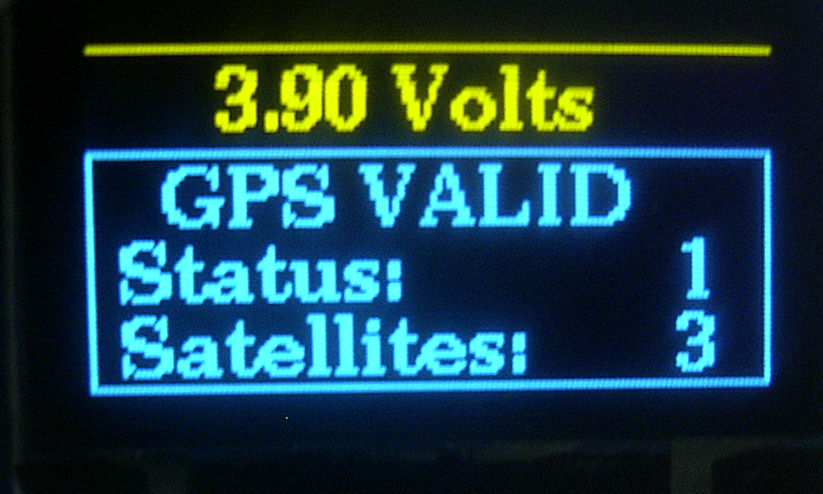 3.90 Volts
GPS VALID
Status: 1
Satellites: 3